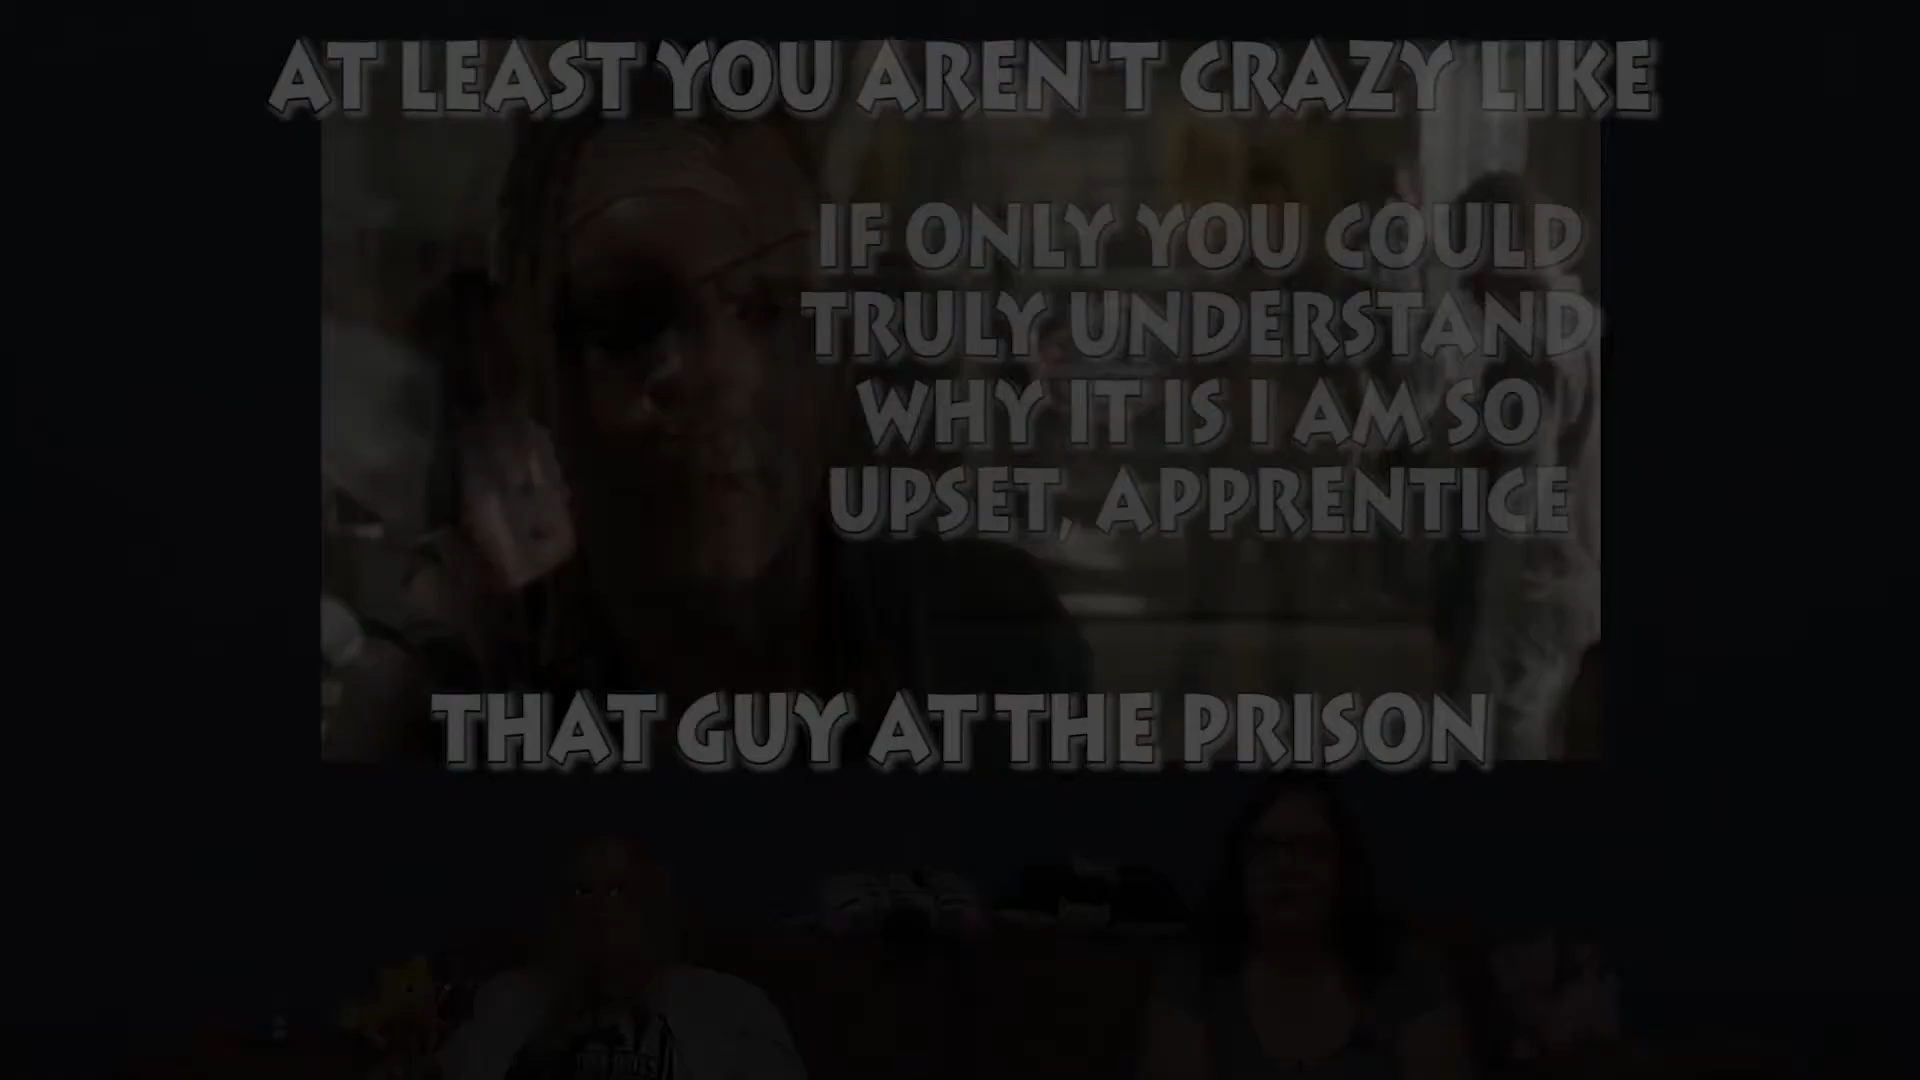 AT LEAST YOU AREN'T CRAZY LIKE
IF ONLY YOU COULD
TRULY UNDERSTAND
WHY IT IS I AM SO
UPSET, APPRENTICE
THAT GUY AT THE PRISON